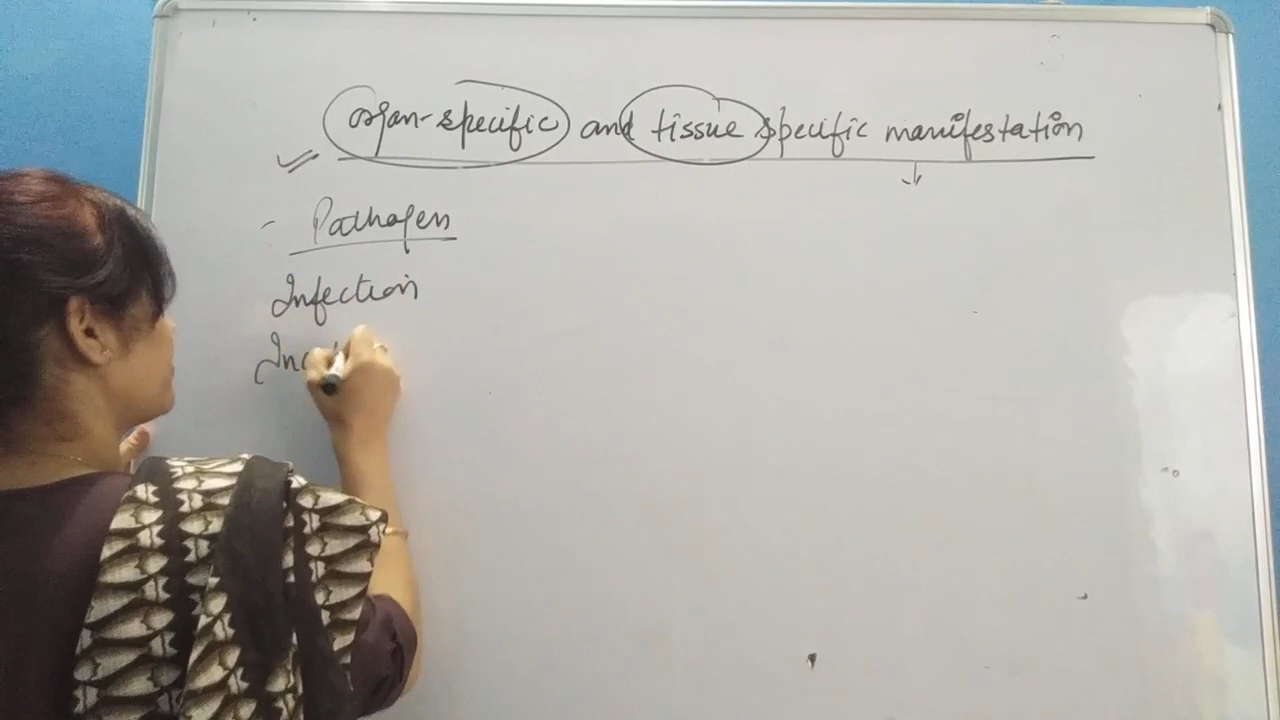 organ-specific and tissue specific manifestation
- Pathogen
Infection